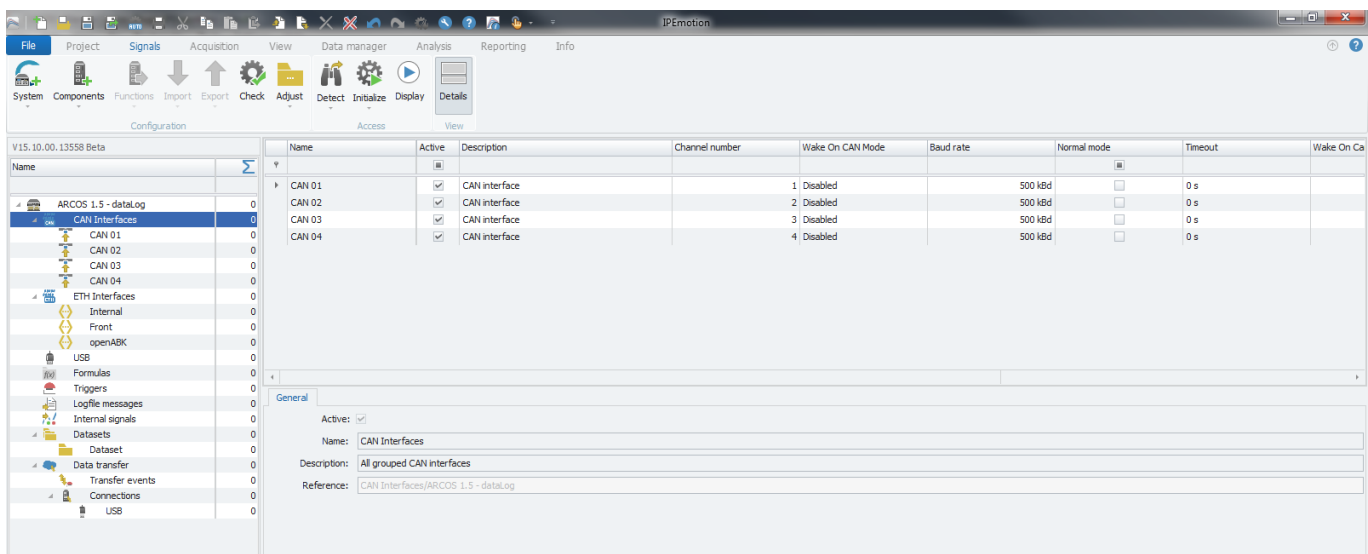 IPEmotion
File Project Signals Acquisition View Data manager Analysis Reporting Info
System Components Functions Import Export Check Adjust Detect Initialize Display Details
Configuration Access View
V15.10.00.13558 Beta
Name Σ
ARCOS 1.5 - dataLog 0
CAN Interfaces 0
CAN 01 0
CAN 02 0
CAN 03 0
CAN 04 0
ETH Interfaces 0
Internal 0
Front 0
openABK 0
USB 0
f(x) Formulas 0
Triggers 0
Logfile messages 0
Internal signals 0
Datasets 0
Dataset 0
Data transfer 0
Transfer events 0
Connections 0
USB 0
Name Active Description Channel number Wake On CAN Mode Baud rate Normal mode Timeout Wake On Ca
CAN 01 CAN interface 1 Disabled 500 kBd 0 s
CAN 02 CAN interface 2 Disabled 500 kBd 0 s
CAN 03 CAN interface 3 Disabled 500 kBd 0 s
CAN 04 CAN interface 4 Disabled 500 kBd 0 s
General
Active:
Name: CAN Interfaces
Description: All grouped CAN interfaces
Reference: CAN Interfaces/ARCOS 1.5 - dataLog